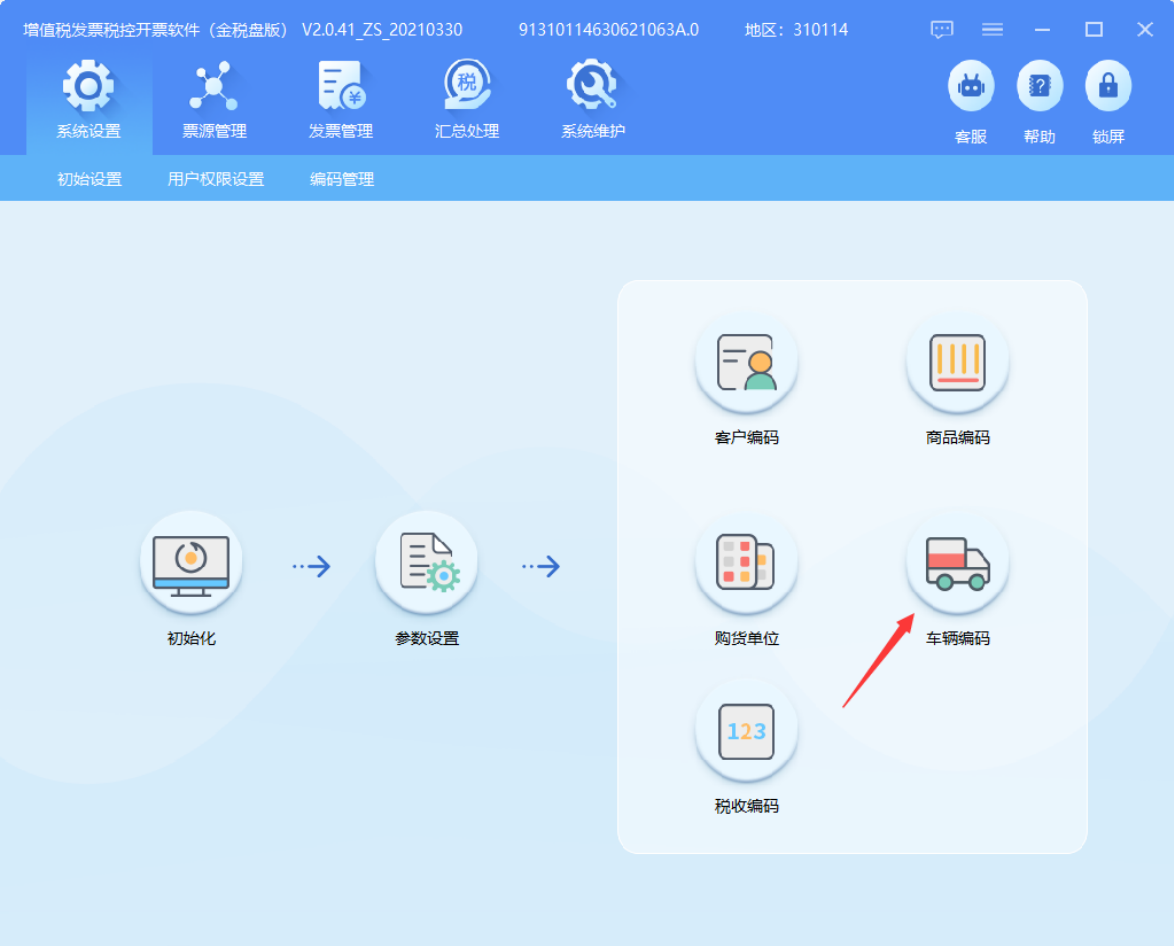 增值税发票税控开票软件（金税盘版） V2.0.41_ZS_20210330 91310114630621063A.0 地区：310114
税
¥
?
系统设置 票源管理 发票管理 汇总处理 系统维护 客服 帮助 锁屏
初始设置 用户权限设置 编码管理
客户编码 商品编码
初始化 参数设置 购货单位 车辆编码
123
税收编码